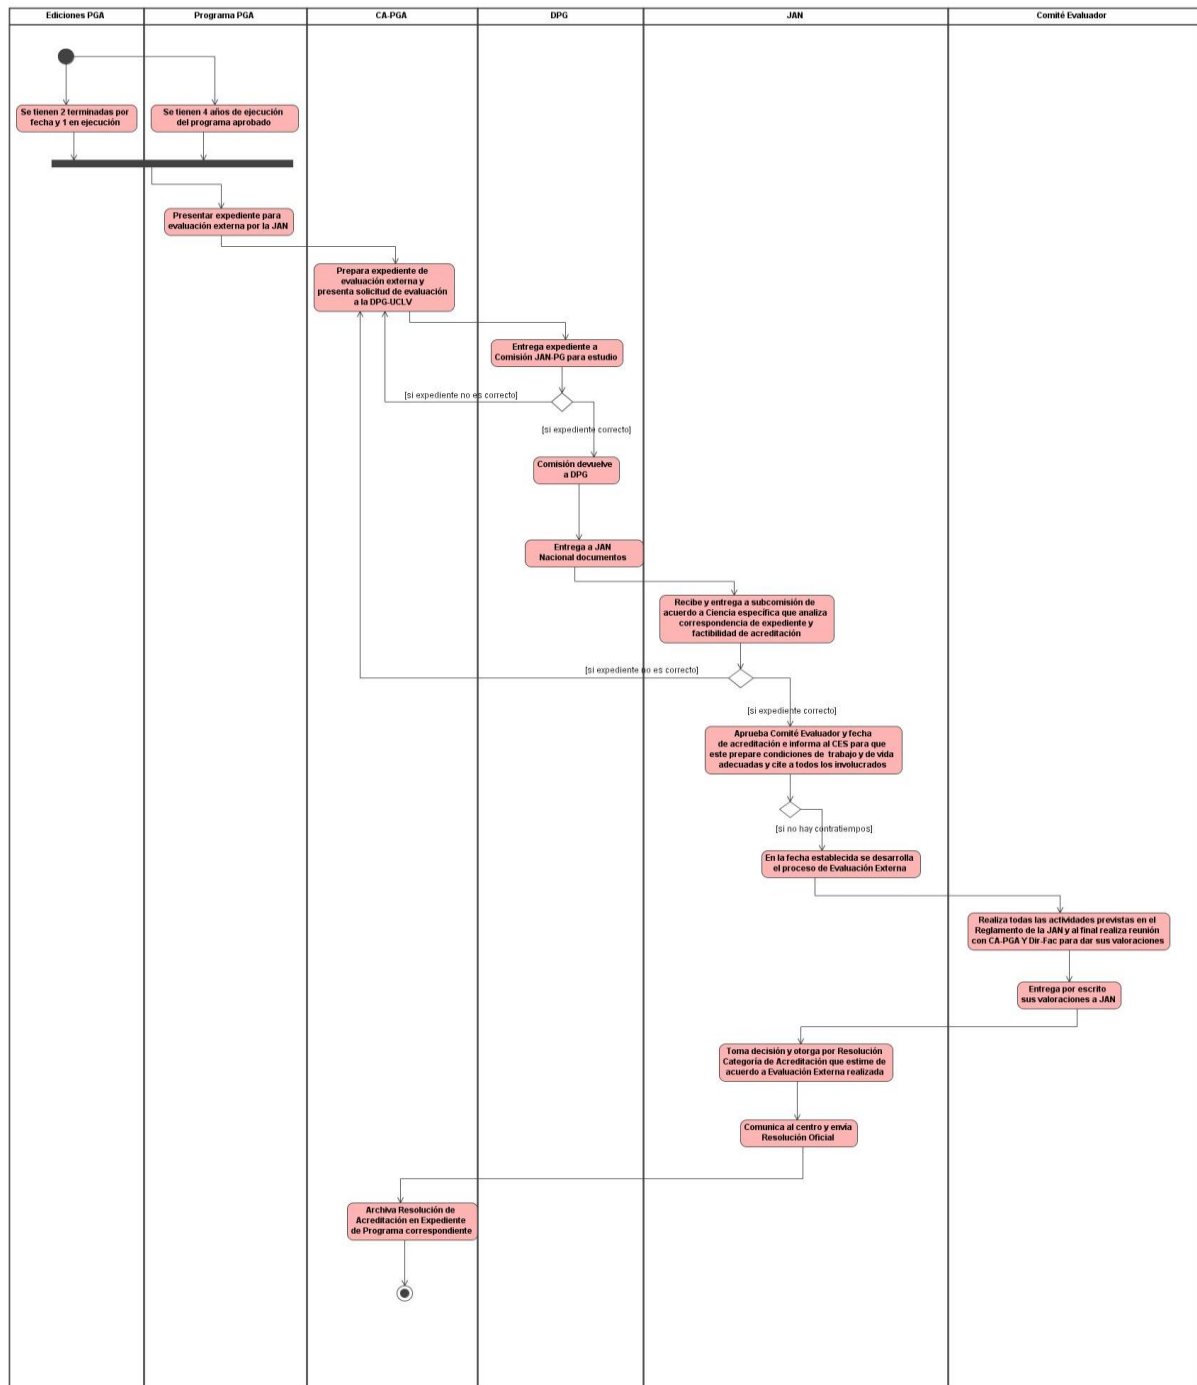 Ediciones PGA
Programa PGA
CA-PGA
DPG
JAN
Comité Evaluador
Se tienen 2 terminadas por
fecha y 1 en ejecución
Se tienen 4 años de ejecución
del programa aprobado
Presentar expediente para
evaluación externa por la JAN
Prepara expediente de
evaluación externa y
presenta solicitud de evaluación
a la DPG-UCLV
Entrega expediente a
Comisión JAN-PG para estudio
[si expediente no es correcto]
[si expediente correcto]
Comisión devuelve
a DPG
Entrega a JAN
Nacional documentos
Recibe y entrega a subcomisión de
acuerdo a Ciencia específica que analiza
correspondencia de expediente y
factibilidad de acreditación
[si expediente no es correcto]
[si expediente correcto]
Aprueba Comité Evaluador y fecha
de acreditación e informa al CES para que
este prepare condiciones de trabajo y de vida
adecuadas y cite a todos los involucrados
[si no hay contratiempos]
En la fecha establecida se desarrolla
el proceso de Evaluación Externa
Realiza todas las actividades previstas en el
Reglamento de la JAN y al final realiza reunión
con CA-PGA Y Dir-Fac para dar sus valoraciones
Entrega por escrito
sus valoraciones a JAN
Toma decisión y otorga por Resolución
Categoría de Acreditación que estime de
acuerdo a Evaluación Externa realizada
Comunica al centro y envía
Resolución Oficial
Archiva Resolución de
Acreditación en Expediente
de Programa correspondiente